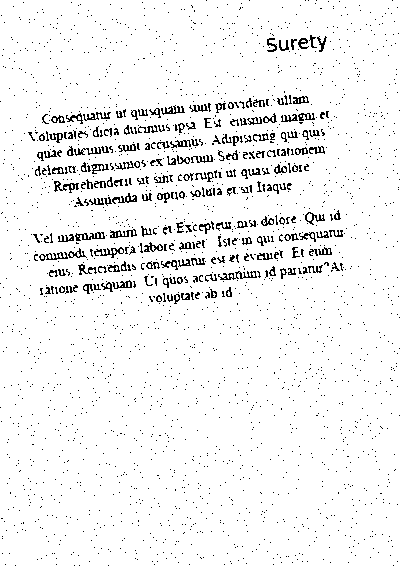 Surety
Consequatur ut quisquam sunt provident. ullam
Voluptates dicta ducimus ipsa. Est eiusmod magni et
quae ducimus sunt accusamus. Adipisicing qui quis
deleniti dignissimos ex laborum Sed exercitationem
Reprehenderit sit sint corrupti ut quasi dolore
Assumenda ut optio soluta et sit Itaque
Vel magnam anim hic et Excepteur nisi dolore. Qui id
commodi tempora labore amet. Iste in qui consequatur
eius. Reiciendis consequatur est et eveniet. Et enim
ratione quisquam. Ut quos accusantium id pariatur At
voluptate ab id